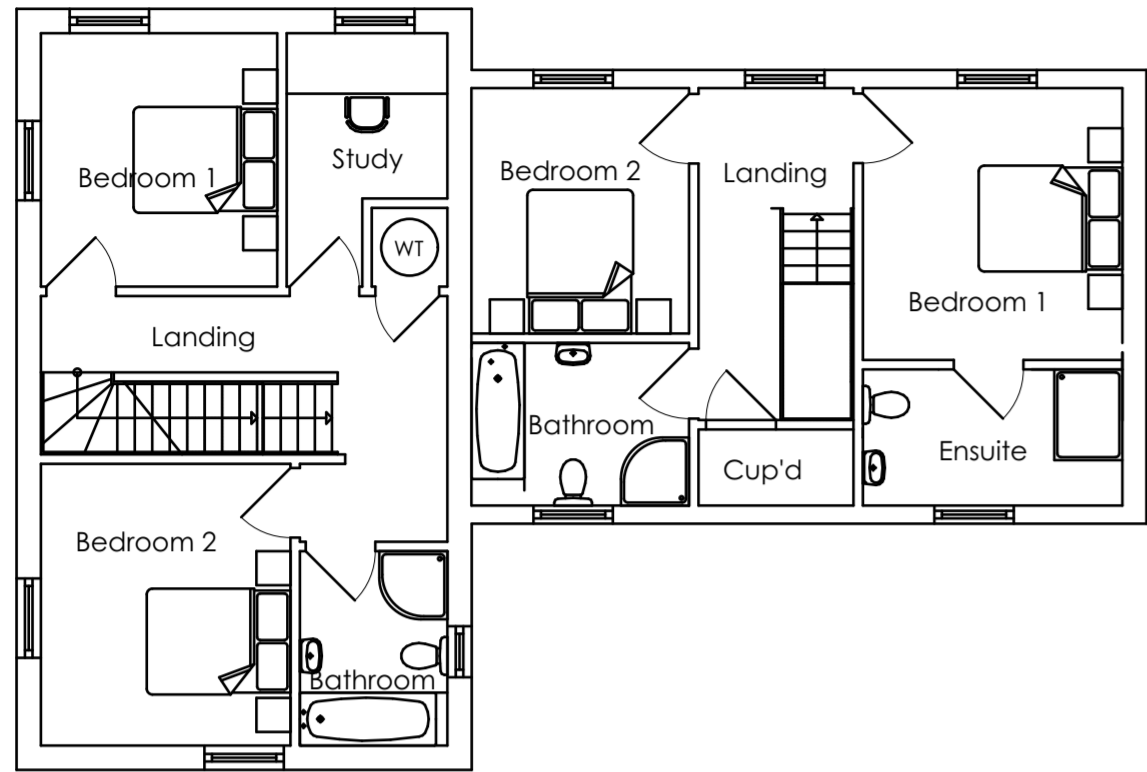 Bedroom 1
Study
WT
Landing
Bedroom 2
Bathroom
Bedroom 2
Landing
Bedroom 1
Bathroom
Cup'd
Ensuite